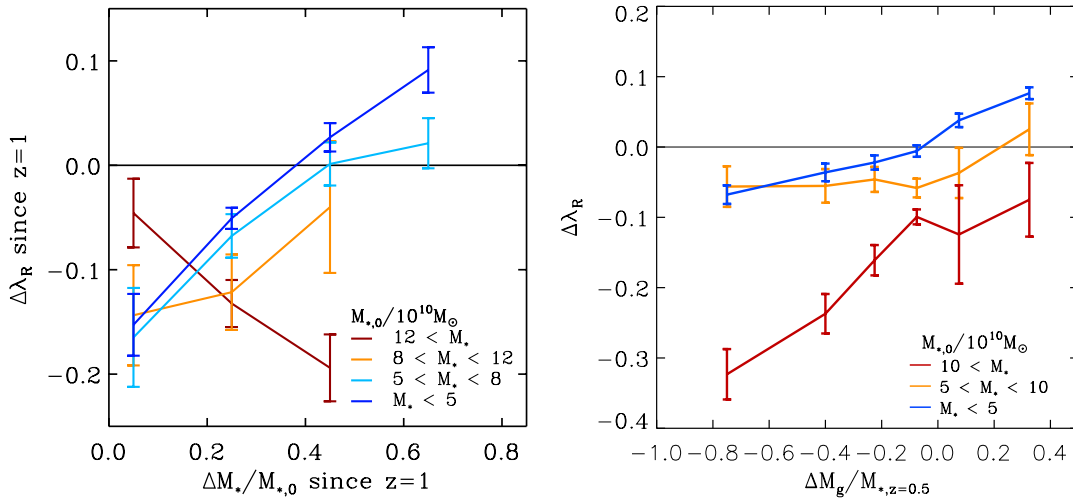 0.1
0.0
−0.1
−0.2
Δλ_R since z=1
M_{*,0}/10^{10}M_⊙
12 < M_*
8 < M_* < 12
5 < M_* < 8
M_* < 5
0.0 0.2 0.4 0.6 0.8
ΔM_*/M_{*,0} since z=1
0.2
0.1
0.0
−0.1
−0.2
−0.3
−0.4
Δλ_R
M_{*,0}/10^{10}M_⊙
10 < M_*
5 < M_* < 10
M_* < 5
−1.0 −0.8 −0.6 −0.4 −0.2 0.0 0.2 0.4
ΔM_g/M_{*,z=0.5}